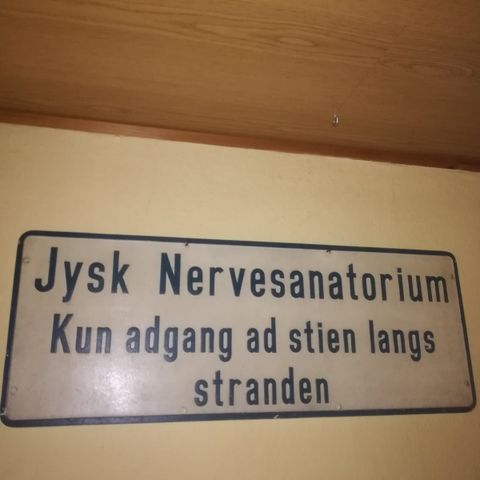 Jysk Nervesanatorium
Kun adgang ad stien langs
stranden